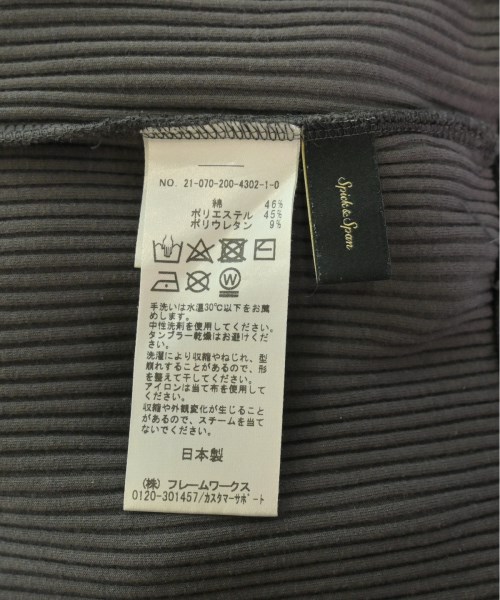 NO. 21-070-200-4302-1-0
綿 46%
ポリエステル 45%
ポリウレタン 9%
W
手洗いは水温30℃以下をお薦
めします。
中性洗剤を使用してください。
タンブラー乾燥はお避けくだ
さい。
洗濯により収縮やねじれ、型
崩れすることがあるので、形
を整えて干してください。
アイロンは当て布を使用して
ください。
収縮や外観変化が生じること
があるので、スチームを当て
ないでください。
日本製
(株) フレームワークス
0120-301457/カスタマーサポート
Spick&Span